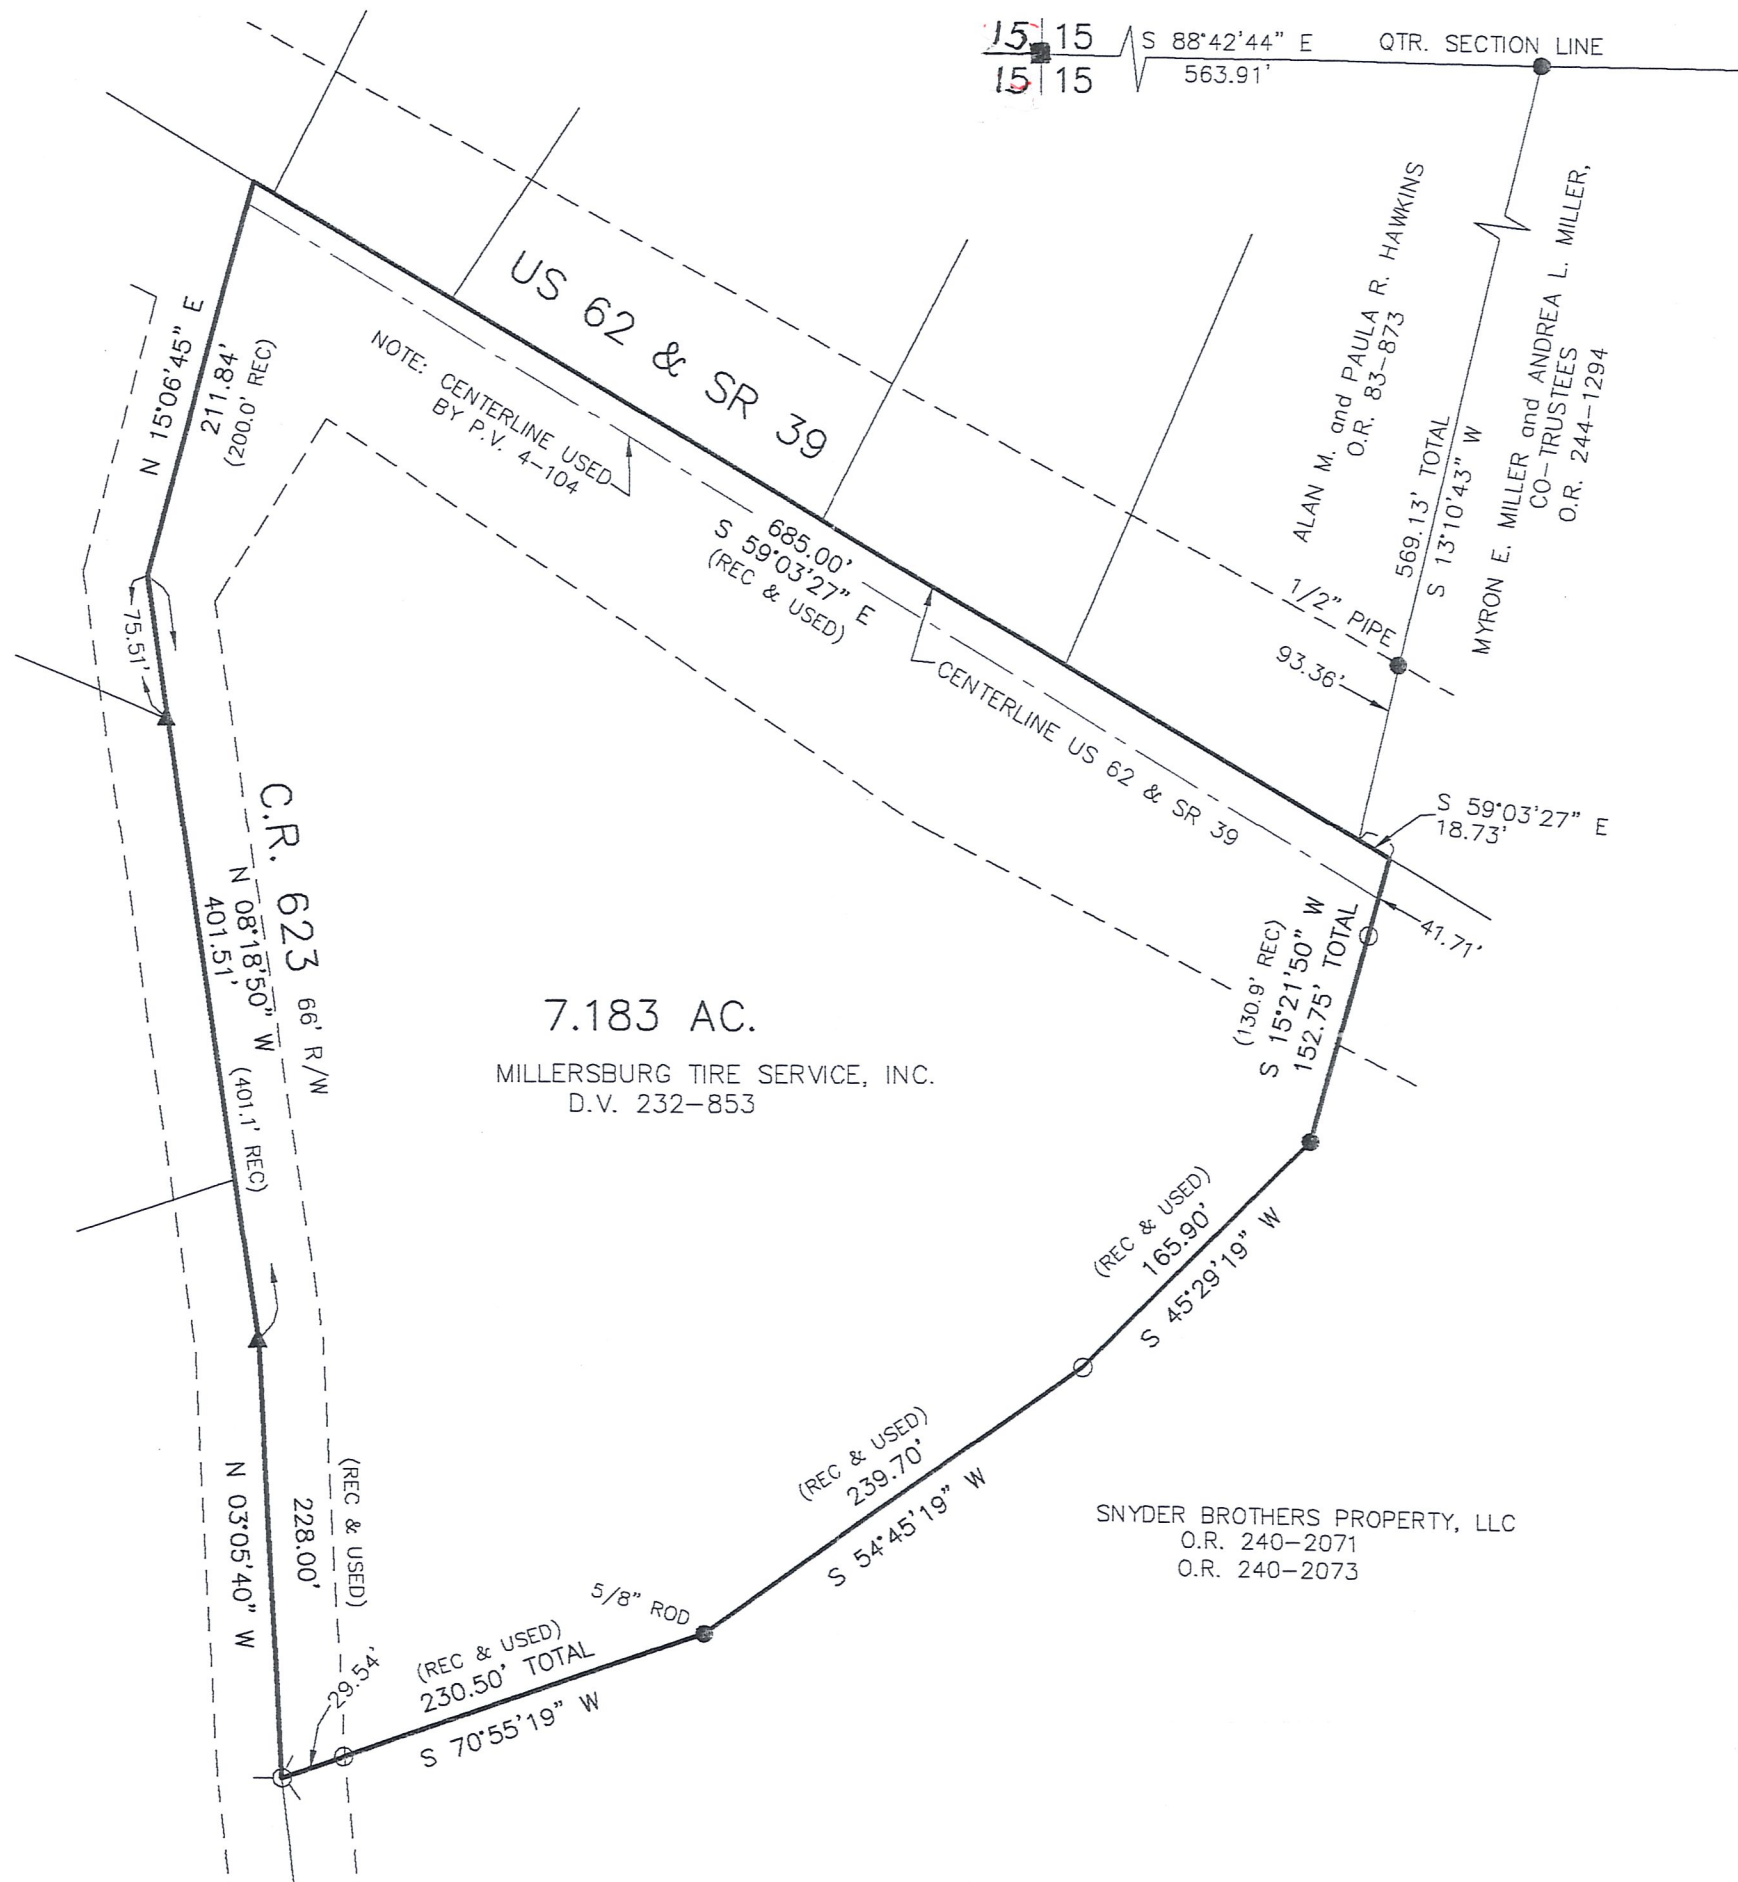 15 15
15 15
S 88°42'44" E
563.91'
QTR. SECTION LINE
US 62 & SR 39
NOTE: CENTERLINE USED
BY P.V. 4-104
N 15°06'45" E
211.84'
(200.0' REC)
685.00'
S 59°03'27" E
(REC & USED)
ALAN M. and PAULA R. HAWKINS
O.R. 83-873
569.13' TOTAL
S 13°10'43" W
MYRON E. MILLER and ANDREA L. MILLER,
CO-TRUSTEES
O.R. 244-1294
1/2" PIPE
93.36'
75.51'
CENTERLINE US 62 & SR 39
S 59°03'27" E
18.73'
41.71'
(130.9' REC)
S 15°21'50" W
152.75' TOTAL
C.R. 623 66' R/W
N 08°18'50" W
401.51'
(401.1' REC)
7.183 AC.
MILLERSBURG TIRE SERVICE, INC.
D.V. 232-853
(REC & USED)
165.90'
S 45°29'19" W
(REC & USED)
239.70'
S 54°45'19" W
SNYDER BROTHERS PROPERTY, LLC
O.R. 240-2071
O.R. 240-2073
(REC & USED)
228.00'
N 03°05'40" W
5/8" ROD
(REC & USED)
230.50' TOTAL
S 70°55'19" W
29.54'